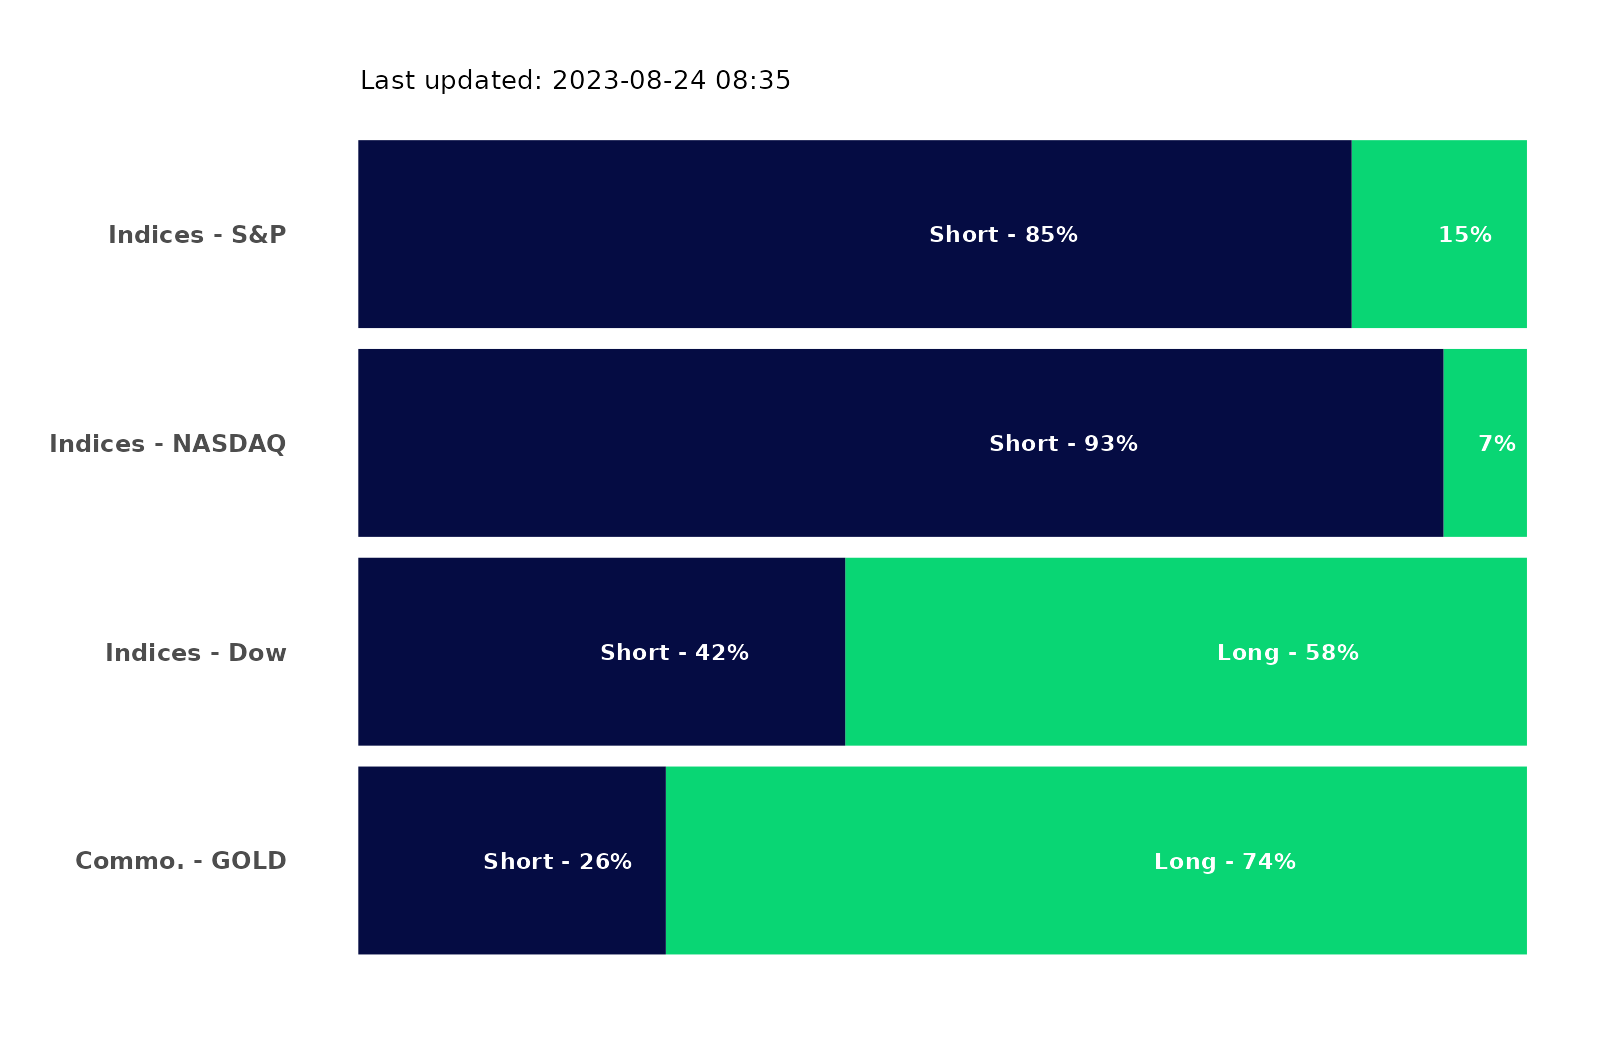 Last updated: 2023-08-24 08:35
Indices - S&P
Short - 85%
15%
Indices - NASDAQ
Short - 93%
7%
Indices - Dow
Short - 42%
Long - 58%
Commo. - GOLD
Short - 26%
Long - 74%